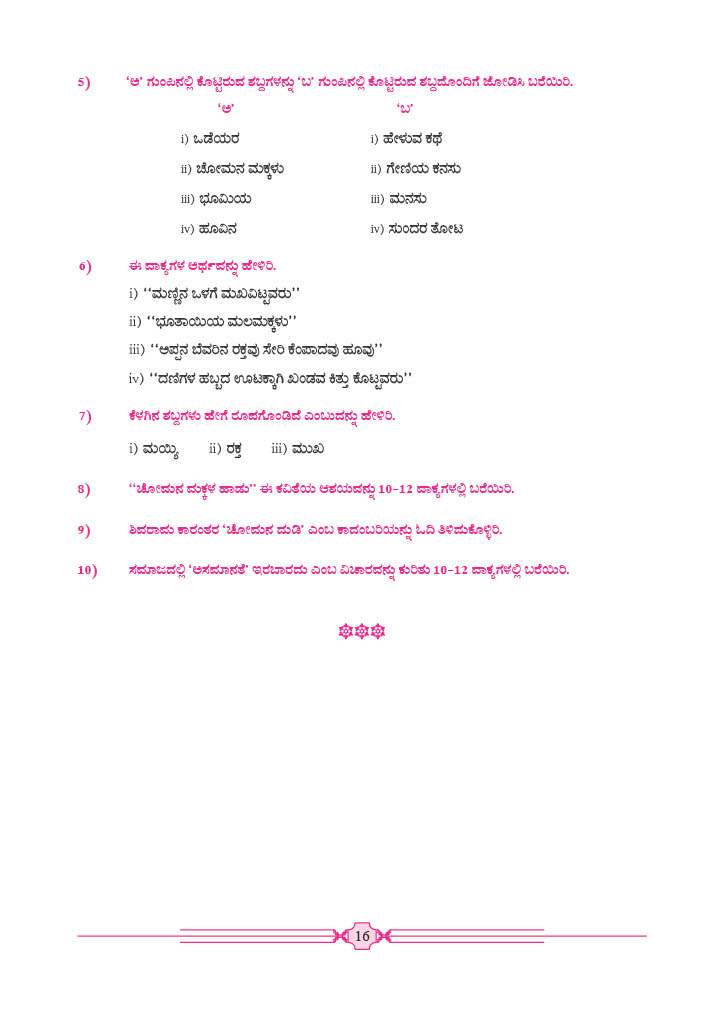 5) ‘ಅ’ ಗುಂಪಿನಲ್ಲಿ ಕೊಟ್ಟಿರುವ ಶಬ್ದಗಳನ್ನು ‘ಬ’ ಗುಂಪಿನಲ್ಲಿ ಕೊಟ್ಟಿರುವ ಶಬ್ದದೊಂದಿಗೆ ಜೋಡಿಸಿ ಬರೆಯಿರಿ.
‘ಅ’ ‘ಬ’
i) ಒಡೆಯರ i) ಹೇಳುವ ಕಥೆ
ii) ಚೋಮನ ಮಕ್ಕಳು ii) ಗೇಣಿಯ ಕನಸು
iii) ಭೂಮಿಯ iii) ಮನಸು
iv) ಹೂವಿನ iv) ಸುಂದರ ತೋಟ
6) ಈ ವಾಕ್ಯಗಳ ಅರ್ಥವನ್ನು ಹೇಳಿರಿ.
i) ‘‘ಮಣ್ಣಿನ ಒಳಗೆ ಮಖವಿಟ್ಟವರು’’
ii) ‘‘ಭೂತಾಯಿಯ ಮಲಮಕ್ಕಳು’’
iii) ‘‘ಅಪ್ಪನ ಬೆವರಿನ ರಕ್ತವು ಸೇರಿ ಕೆಂಪಾದವು ಹೂವು’’
iv) ‘‘ದಣಿಗಳ ಹಬ್ಬದ ಊಟಕ್ಕಾಗಿ ಖಂಡವ ಕಿತ್ತು ಕೊಟ್ಟವರು’’
7) ಕೆಳಗಿನ ಶಬ್ದಗಳು ಹೇಗೆ ರೂಪಗೊಂಡಿವೆ ಎಂಬುದನ್ನು ಹೇಳಿರಿ.
i) ಮಯ್ಯಿ ii) ರಕ್ತ iii) ಮುಖ
8) ‘‘ಚೋಮನ ಮಕ್ಕಳ ಹಾಡು’’ ಈ ಕವಿತೆಯ ಆಶಯವನ್ನು 10-12 ವಾಕ್ಯಗಳಲ್ಲಿ ಬರೆಯಿರಿ.
9) ಶಿವರಾಮ ಕಾರಂತರ ‘ಚೋಮನ ದುಡಿ’ ಎಂಬ ಕಾದಂಬರಿಯನ್ನು ಓದಿ ತಿಳಿದುಕೊಳ್ಳಿರಿ.
10) ಸಮಾಜದಲ್ಲಿ ‘ಅಸಮಾನತೆ’ ಇರಬಾರದು ಎಂಬ ವಿಚಾರವನ್ನು ಕುರಿತು 10-12 ವಾಕ್ಯಗಳಲ್ಲಿ ಬರೆಯಿರಿ.
16